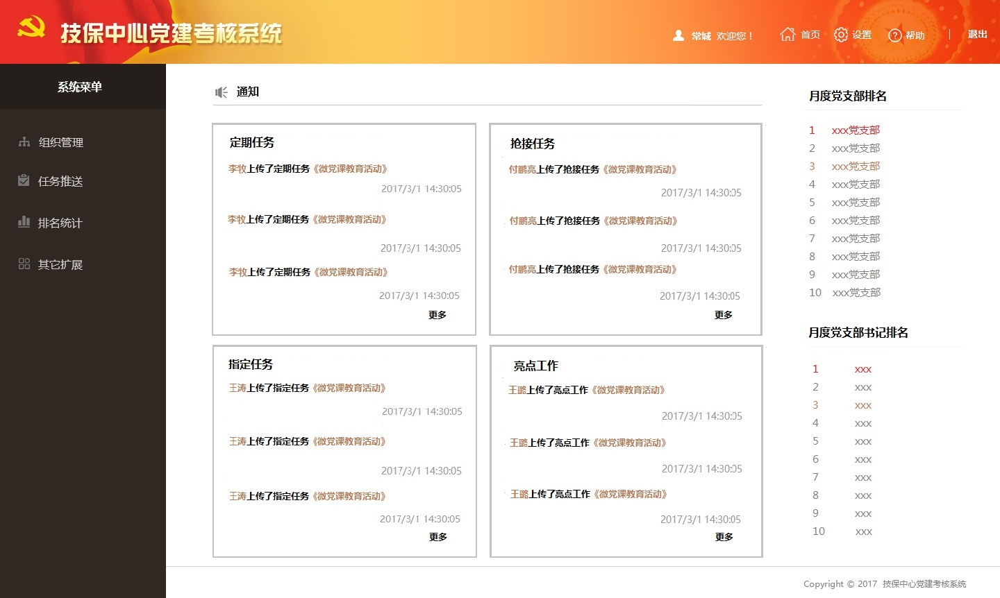 技保中心党建考核系统
常城 欢迎您！ 首页 设置 帮助 退出
系统菜单
组织管理
任务推送
排名统计
其它扩展
通知
定期任务
李牧上传了定期任务《微党课教育活动》
2017/3/1 14:30:05
李牧上传了定期任务《微党课教育活动》
2017/3/1 14:30:05
李牧上传了定期任务《微党课教育活动》
2017/3/1 14:30:05
更多
抢接任务
付鹏亮上传了抢接任务《微党课教育活动》
2017/3/1 14:30:05
付鹏亮上传了抢接任务《微党课教育活动》
2017/3/1 14:30:05
付鹏亮上传了抢接任务《微党课教育活动》
2017/3/1 14:30:05
更多
指定任务
王涛上传了指定任务《微党课教育活动》
2017/3/1 14:30:05
王涛上传了指定任务《微党课教育活动》
2017/3/1 14:30:05
王涛上传了指定任务《微党课教育活动》
2017/3/1 14:30:05
更多
亮点工作
王璐上传了亮点工作《微党课教育活动》
2017/3/1 14:30:05
王璐上传了亮点工作《微党课教育活动》
2017/3/1 14:30:05
王璐上传了亮点工作《微党课教育活动》
2017/3/1 14:30:05
更多
月度党支部排名
1 xxx党支部
2 xxx党支部
3 xxx党支部
4 xxx党支部
5 xxx党支部
6 xxx党支部
7 xxx党支部
8 xxx党支部
9 xxx党支部
10 xxx党支部
月度党支部书记排名
1 xxx
2 xxx
3 xxx
4 xxx
5 xxx
6 xxx
7 xxx
8 xxx
9 xxx
10 xxx
Copyright © 2017 技保中心党建考核系统